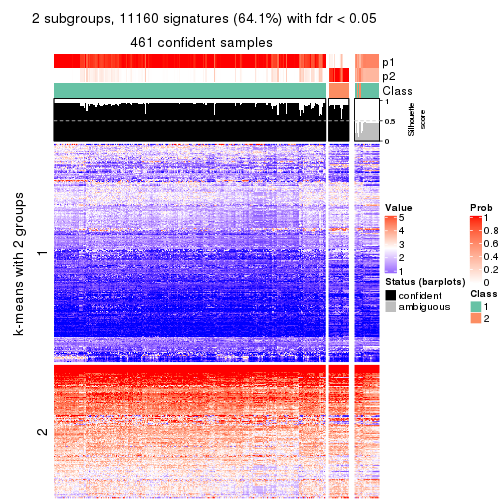 2 subgroups, 11160 signatures (64.1%) with fdr < 0.05
461 confident samples
p1
p2
Class
1
0.5
0
Silhouette
score
k-means with 2 groups
1
2
Value
5
4
3
2
1
Status (barplots)
confident
ambiguous
Prob
1
0.8
0.6
0.4
0.2
0
Class
1
2